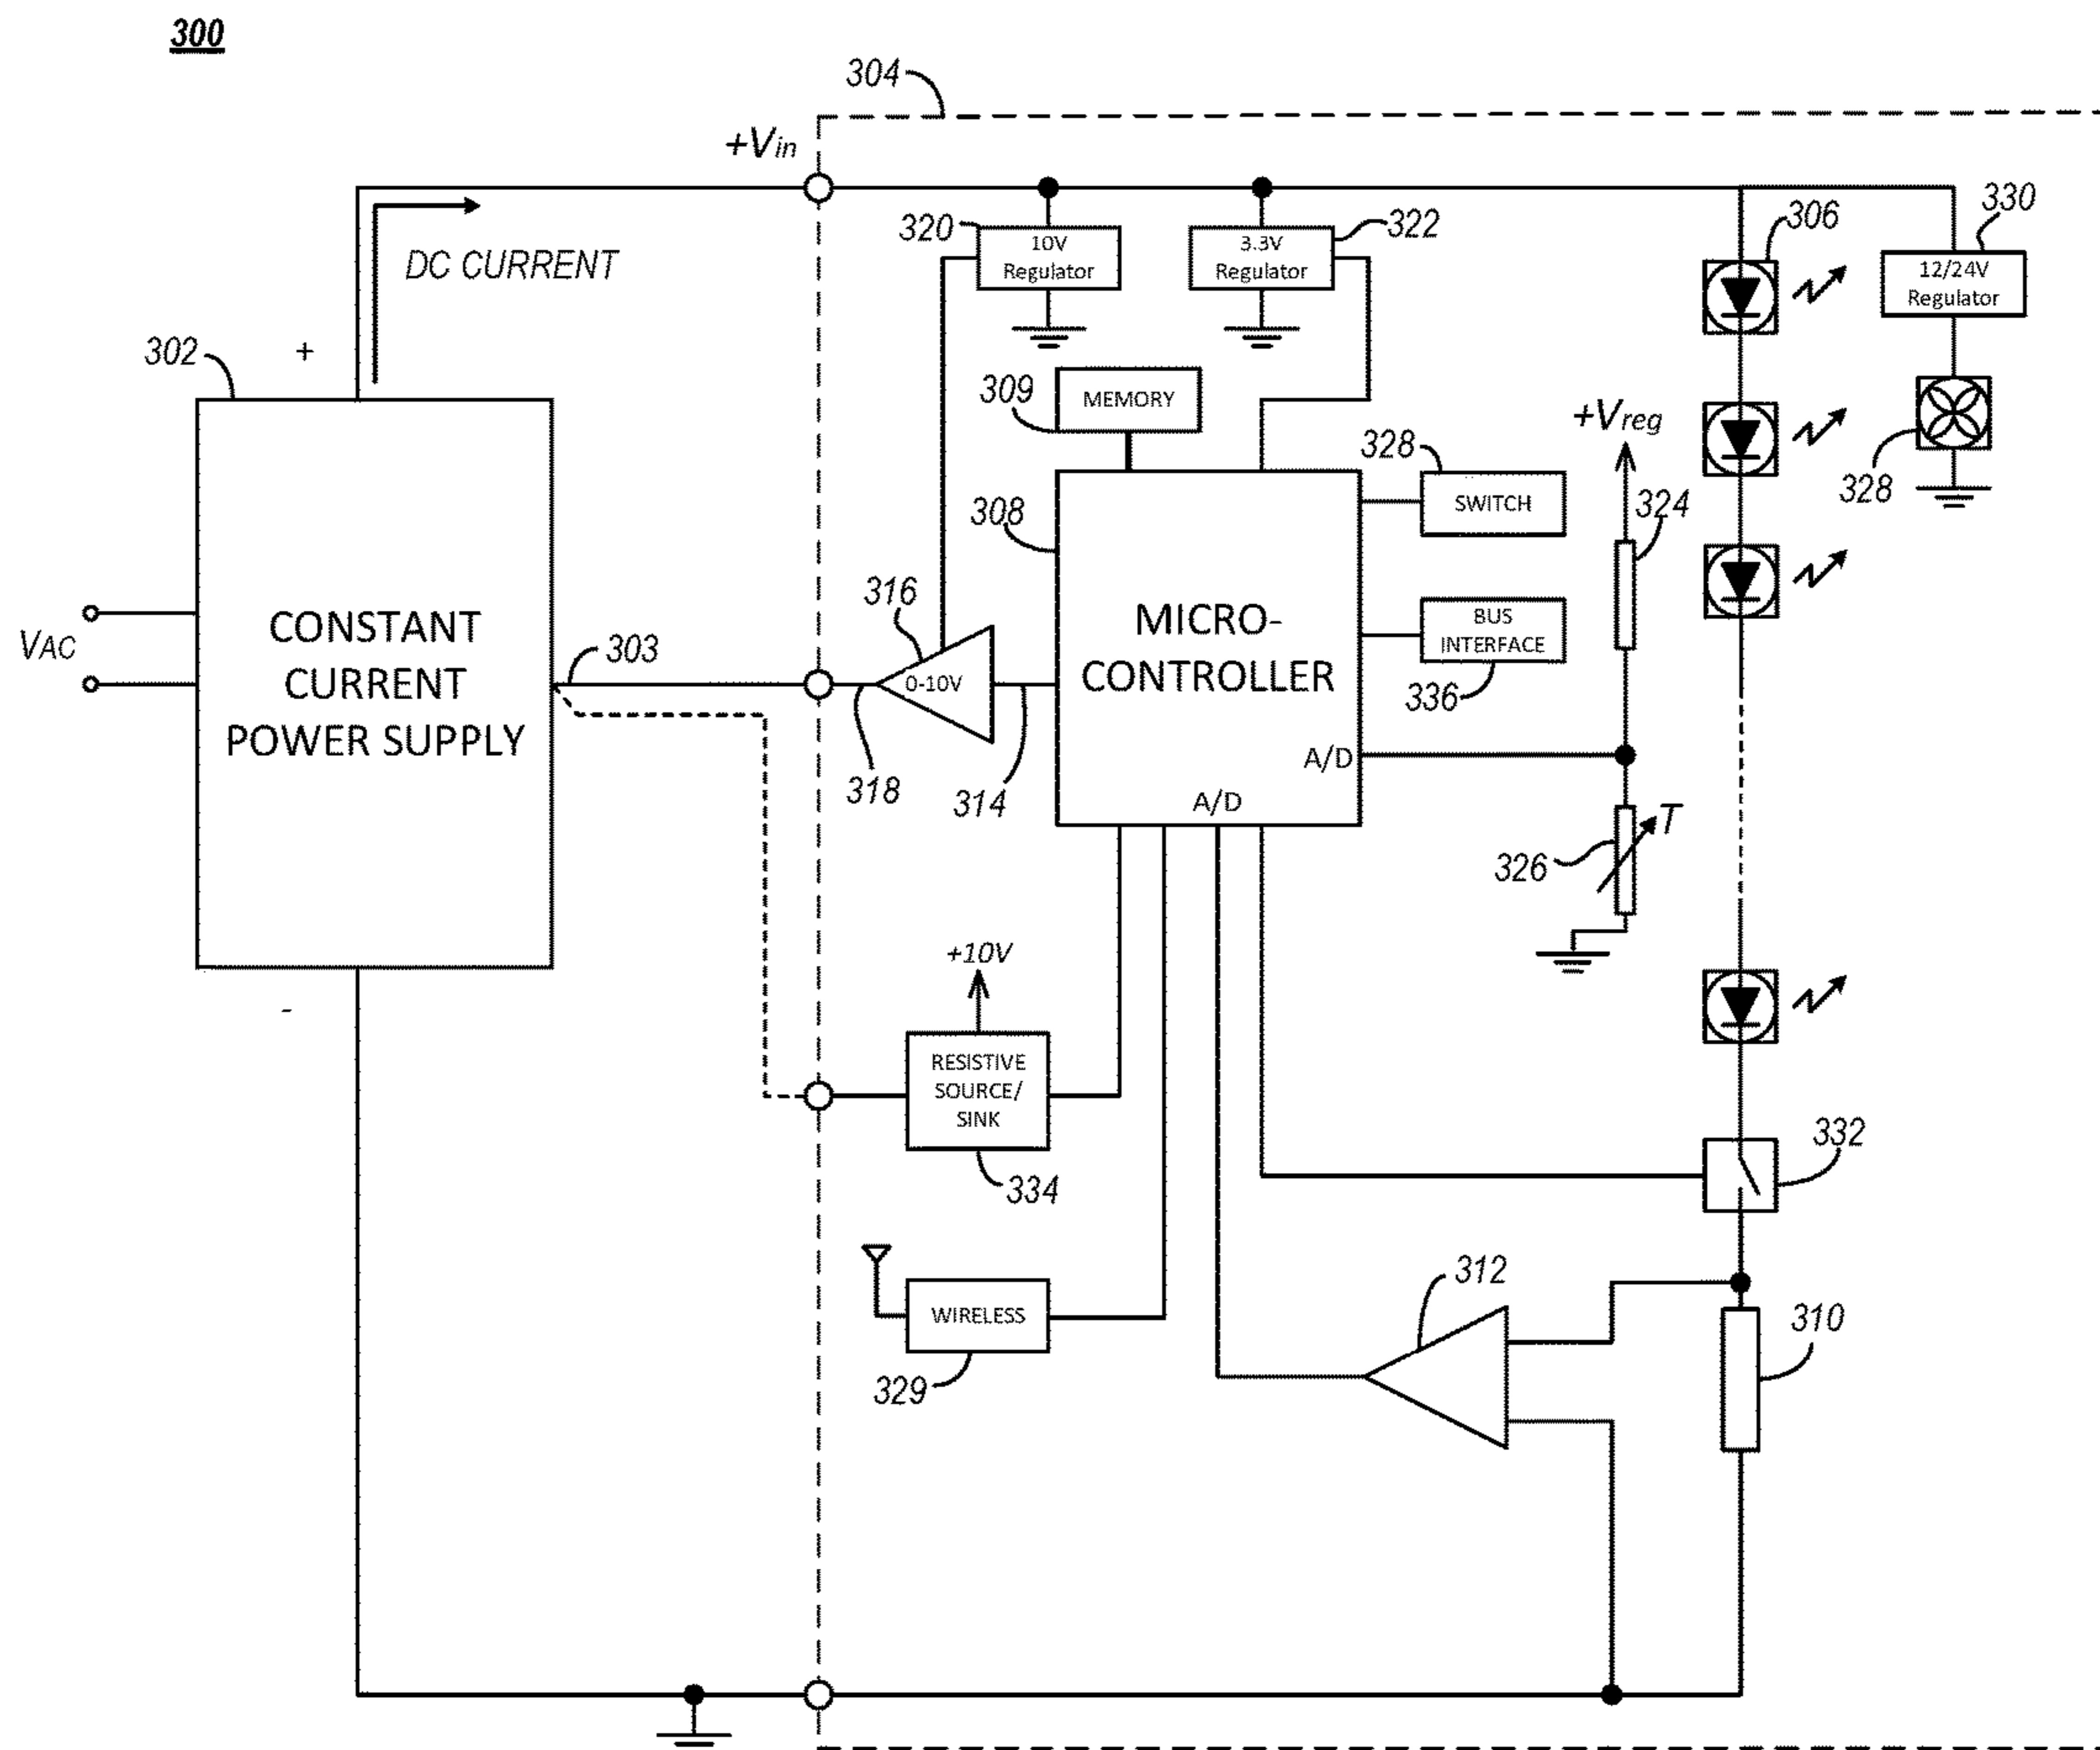 300
304
+Vin
320
10V
Regulator
3.3V
Regulator
322
306
330
12/24V
Regulator
DC CURRENT
302
+
309
MEMORY
+Vreg
328
SWITCH
328
324
308
316
CONSTANT
CURRENT
POWER SUPPLY
VAC
303
0-10V
MICRO-
CONTROLLER
BUS
INTERFACE
336
318
314
A/D
A/D
T
326
+10V
-
RESISTIVE
SOURCE/
SINK
334
332
312
310
WIRELESS
329